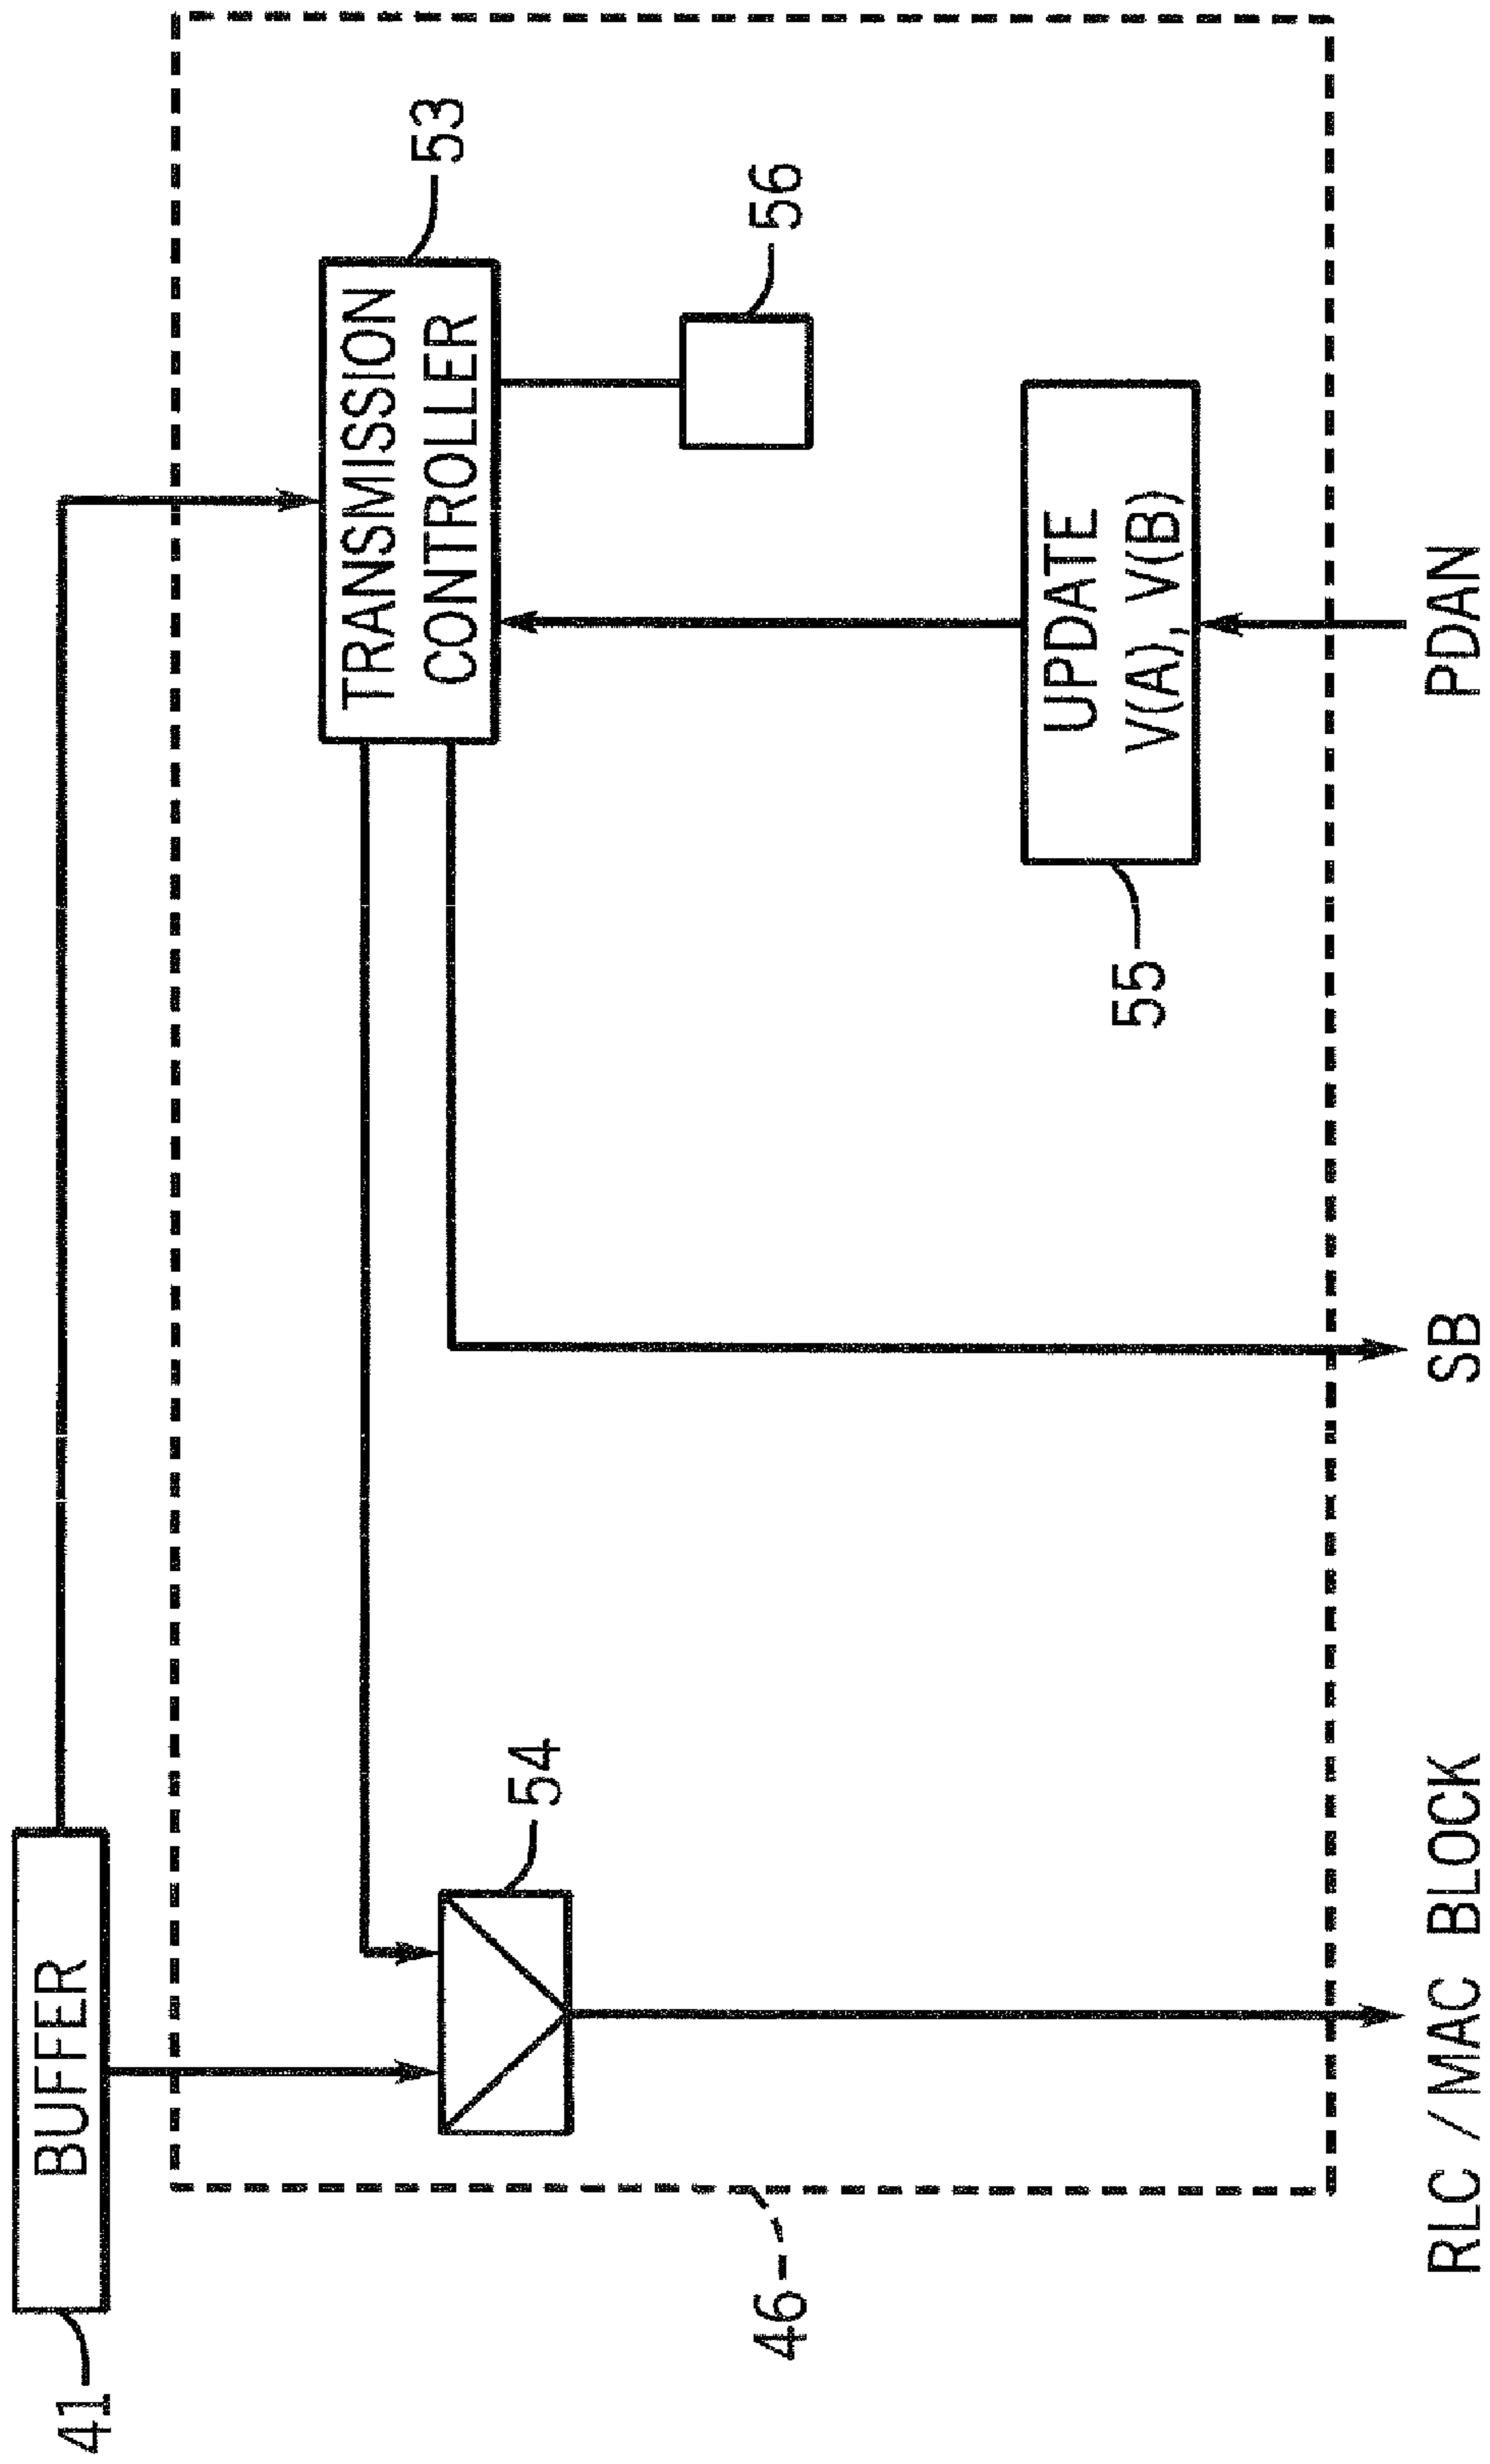 41
BUFFER
46
54
53
TRANSMISSION
CONTROLLER
56
55
UPDATE
V(A), V(B)
RLC / MAC BLOCK
SB
PDAN